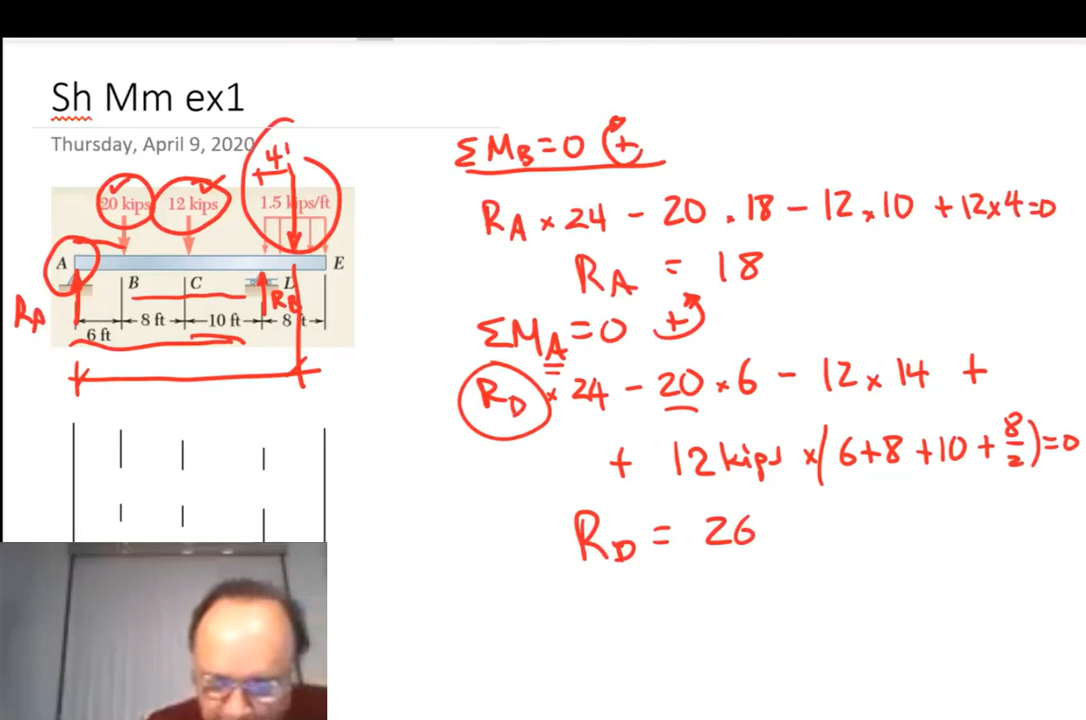 Sh Mm ex1
Thursday, April 9, 2020
4'
20 kips 12 kips 1.5 kips/ft
A E
B C D
RA
6 ft 8 ft 10 ft 8 ft
ΣMB=0 +
RA × 24 - 20 · 18 - 12 × 10 + 12×4=0
RA = 18
ΣMA=0 +
RD × 24 - 20 × 6 - 12 × 14 +
+ 12 kips × (6+8+10+8/2)=0
RD = 26